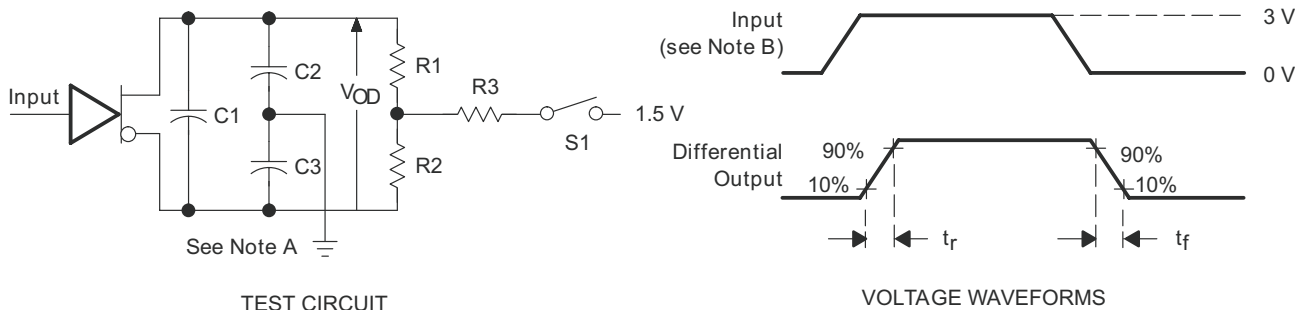 Input
C1
C2
C3
VOD
R1
R2
R3
S1
1.5 V
See Note A
TEST CIRCUIT
Input
(see Note B)
3 V
0 V
Differential
Output
90%
10%
90%
10%
tr
tf
VOLTAGE WAVEFORMS